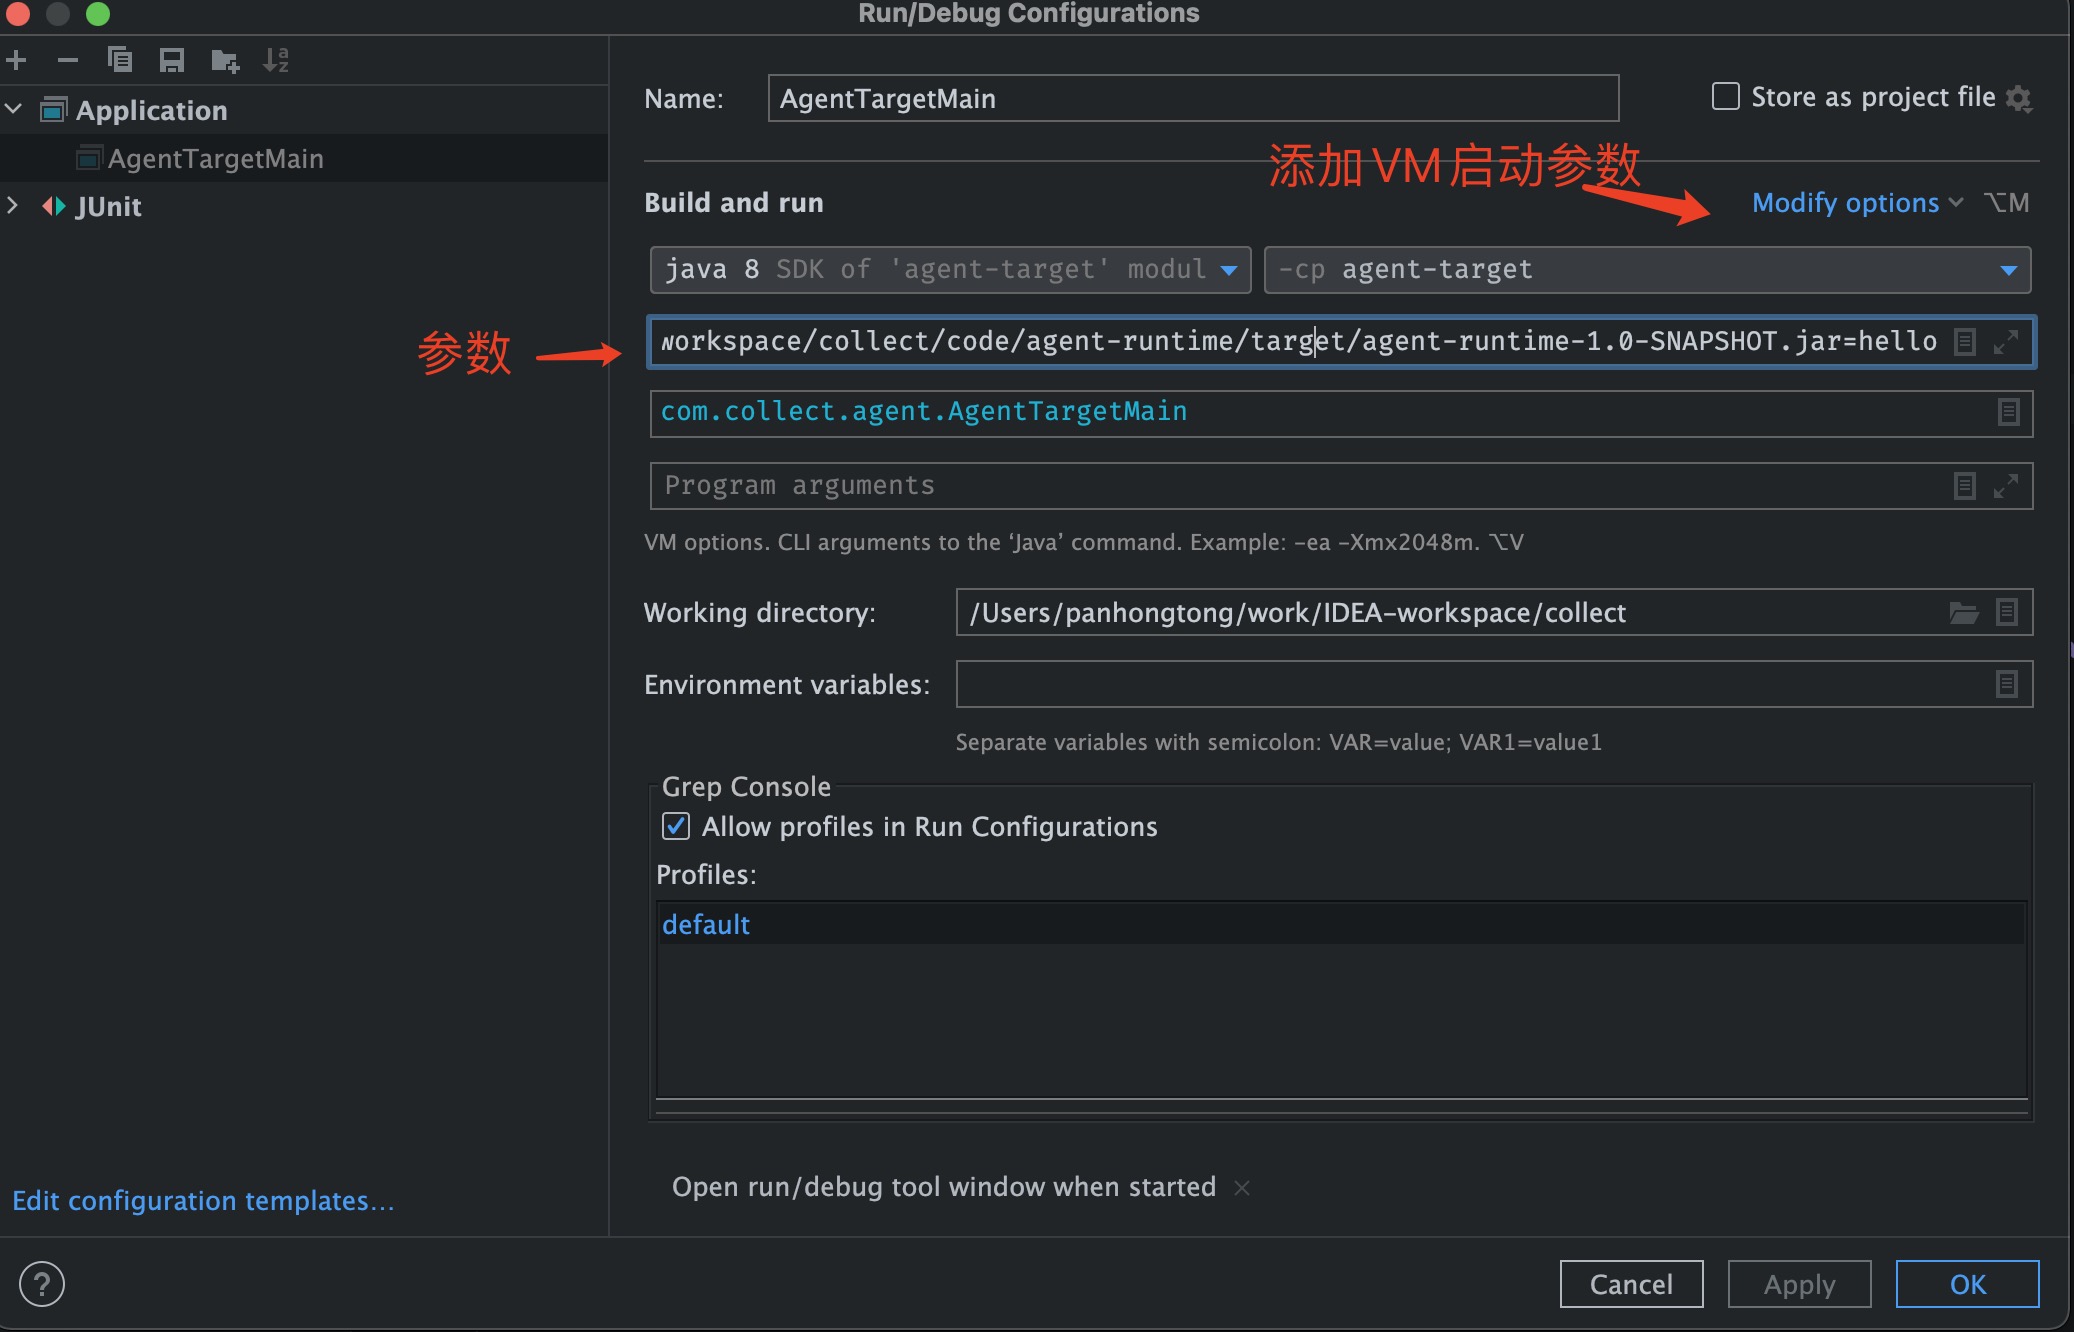 Run/Debug Configurations
Application
AgentTargetMain
JUnit
Name: AgentTargetMain
Store as project file
添加VM启动参数
Build and run
Modify options ⌥M
java 8 SDK of 'agent-target' modul
-cp agent-target
参数
workspace/collect/code/agent-runtime/target/agent-runtime-1.0-SNAPSHOT.jar=hello
com.collect.agent.AgentTargetMain
Program arguments
VM options. CLI arguments to the ‘Java’ command. Example: -ea -Xmx2048m. ⌥V
Working directory: /Users/panhongtong/work/IDEA-workspace/collect
Environment variables:
Separate variables with semicolon: VAR=value; VAR1=value1
Grep Console
Allow profiles in Run Configurations
Profiles:
default
Open run/debug tool window when started
Edit configuration templates...
?
Cancel
Apply
OK